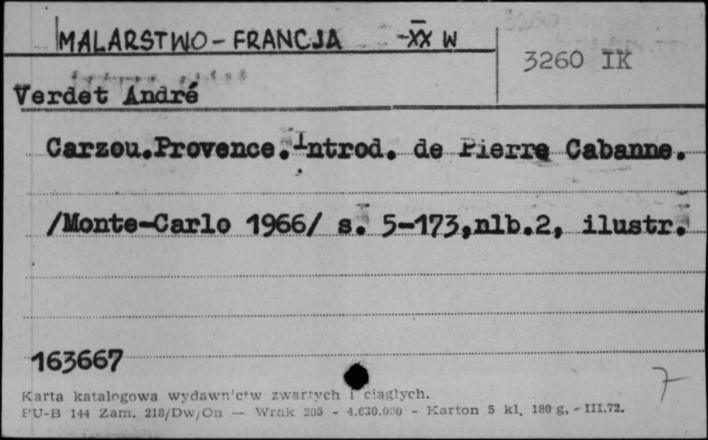 MALARSTWO - FRANCJA - XX W
3260 IK
Verdet André
Carzou.Provence.Introd. de Pierre Cabanne.
/Monte-Carlo 1966/ s. 5-173,nlb.2, ilustr.
163667
7
Karta katalogowa wydawnictw zwartych i ciągłych.
PU-B 144 Zam. 218/Dw/On — Wrak 205 - 4.630.000 - Karton 5 kl. 180 g, - III.72.